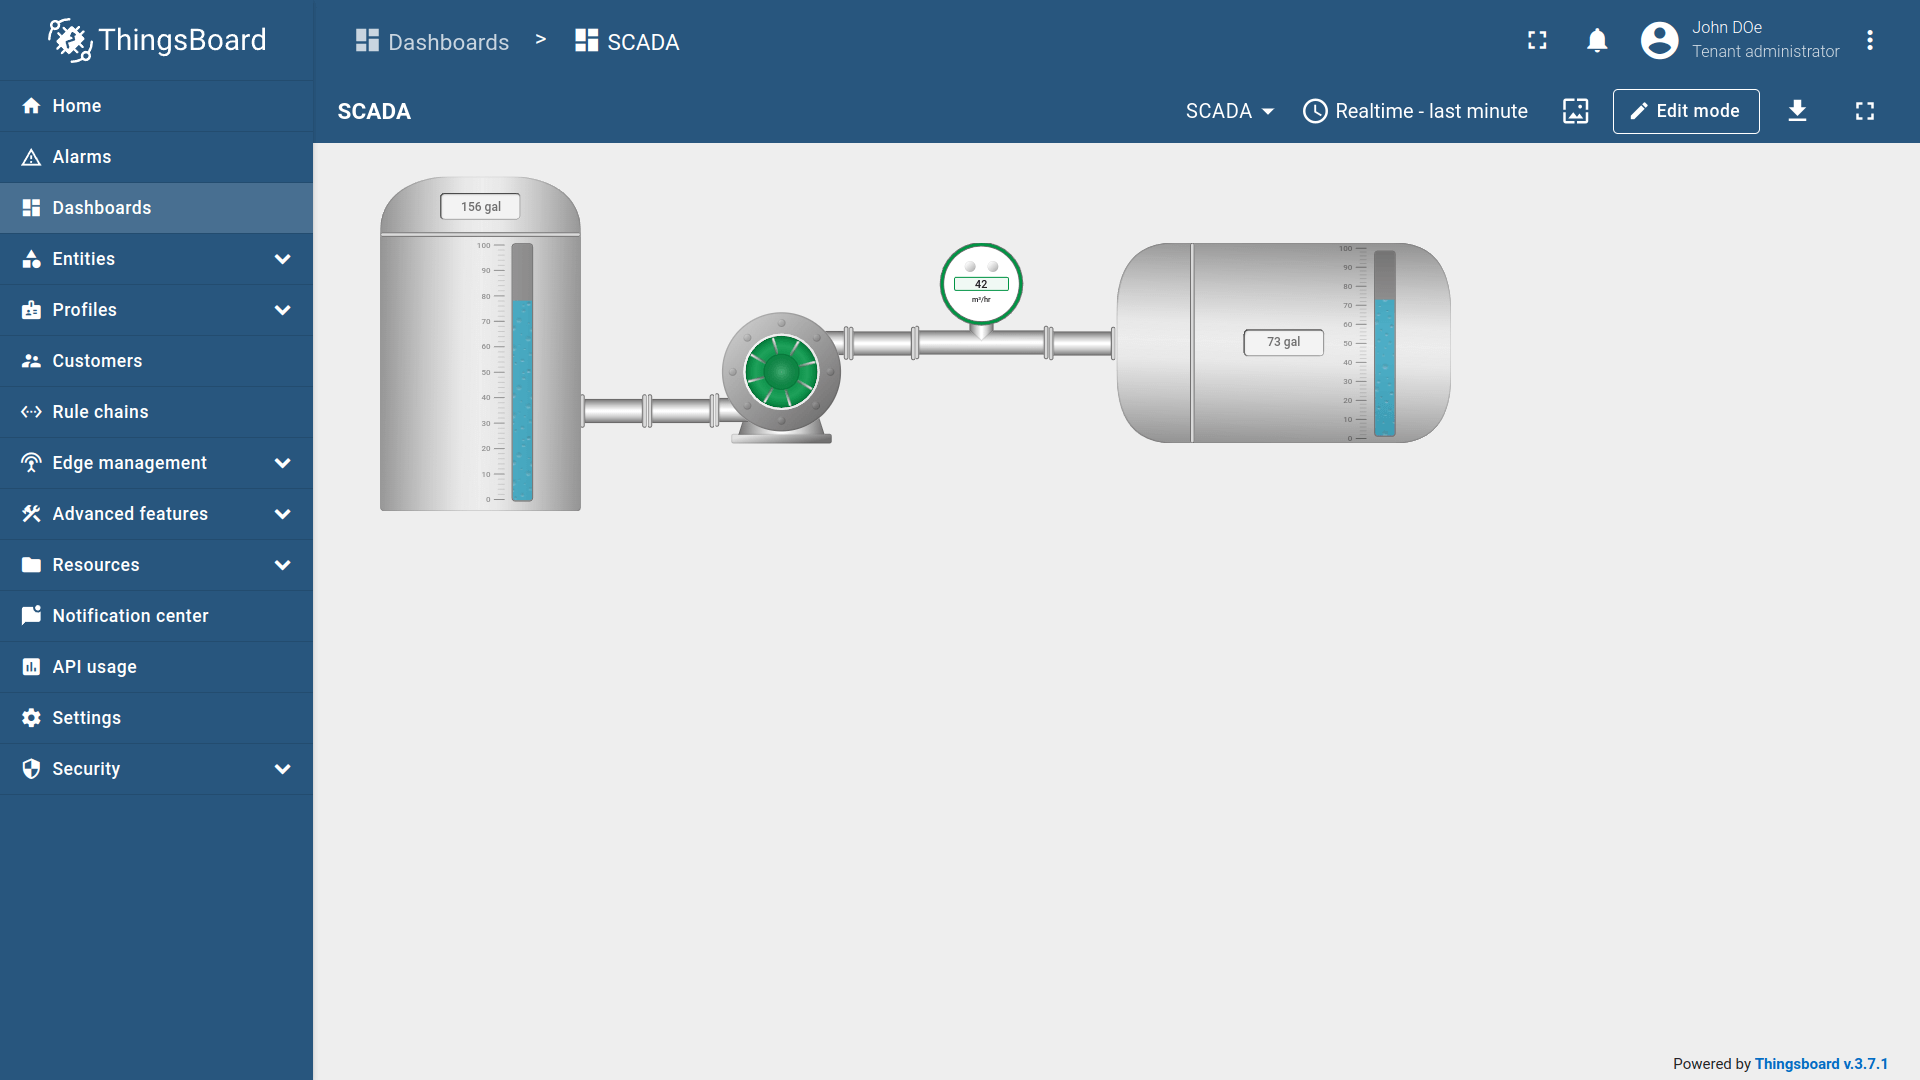 ThingsBoard
Dashboards > SCADA
John DOe
Tenant administrator
SCADA
SCADA
Realtime - last minute
Edit mode
Home
Alarms
Dashboards
Entities
Profiles
Customers
Rule chains
Edge management
Advanced features
Resources
Notification center
API usage
Settings
Security
156 gal
100
90
80
70
60
50
40
30
20
10
0
42
m³/hr
73 gal
100
90
80
70
60
50
40
30
20
10
0
Powered by Thingsboard v.3.7.1